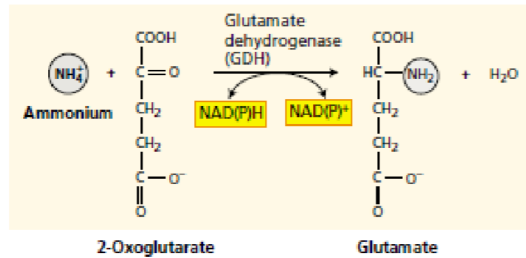 Glutamate
dehydrogenase
(GDH)
COOH
COOH
NH₄⁺ + C=O
HC—NH₂ + H₂O
Ammonium
CH₂
NAD(P)H
NAD(P)⁺
CH₂
CH₂
CH₂
C—O⁻
C—O⁻
O
O
2-Oxoglutarate
Glutamate